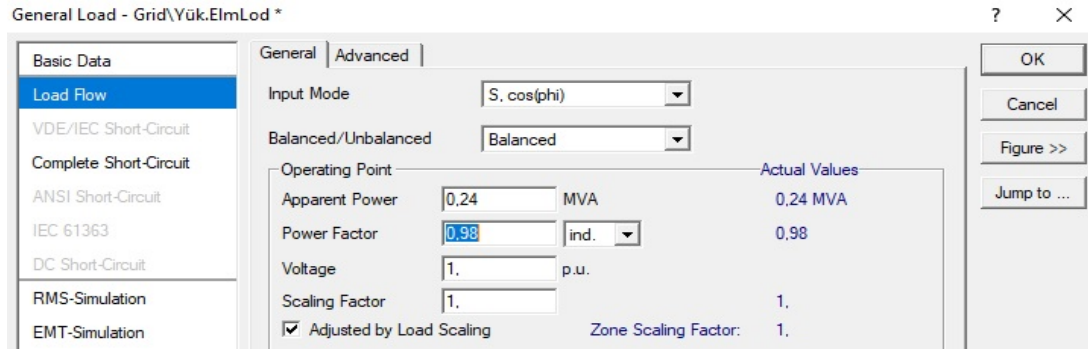 General Load - Grid\Yük.ElmLod *
? ×
Basic Data
Load Flow
VDE/IEC Short-Circuit
Complete Short-Circuit
ANSI Short-Circuit
IEC 61363
DC Short-Circuit
RMS-Simulation
EMT-Simulation
General Advanced
Input Mode S, cos(phi)
Balanced/Unbalanced Balanced
Operating Point Actual Values
Apparent Power 0,24 MVA 0,24 MVA
Power Factor 0,98 ind. 0,98
Voltage 1, p.u.
Scaling Factor 1, 1,
Adjusted by Load Scaling Zone Scaling Factor: 1,
OK
Cancel
Figure >>
Jump to ...